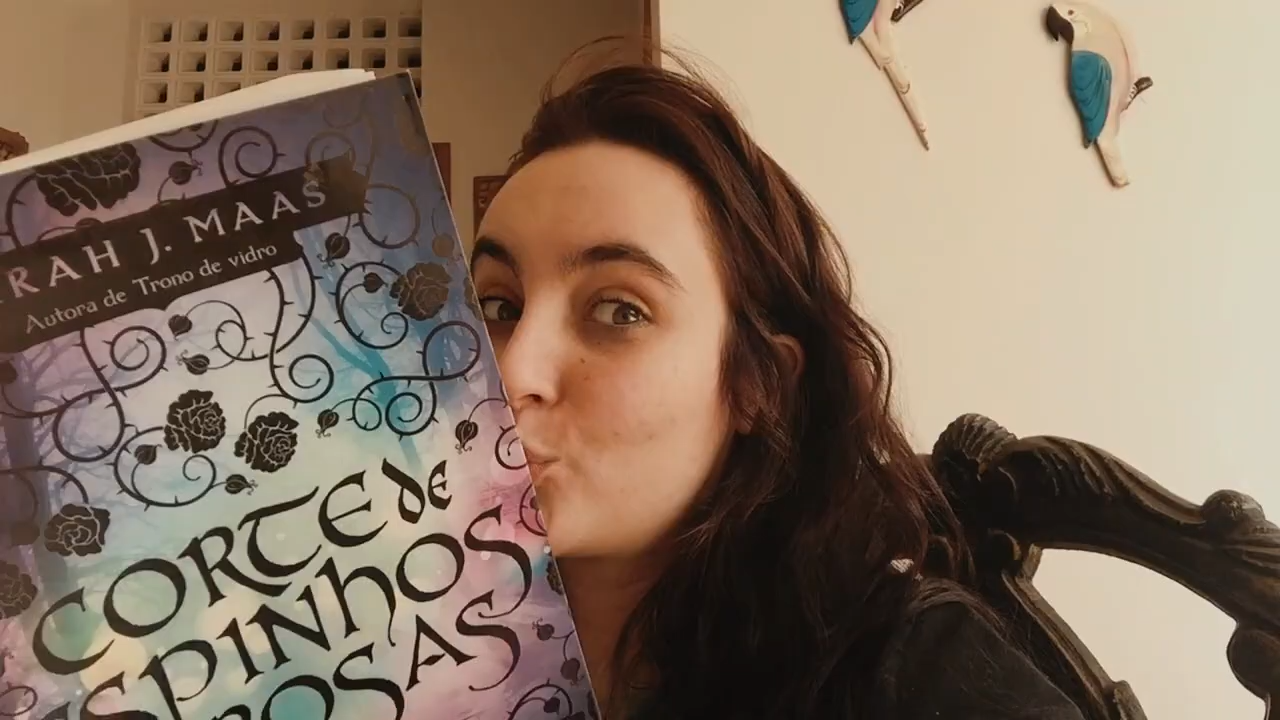 RAH J. MAAS
Autora de Trono de vidro
CORTE DE
SPINHOS
ROSAS